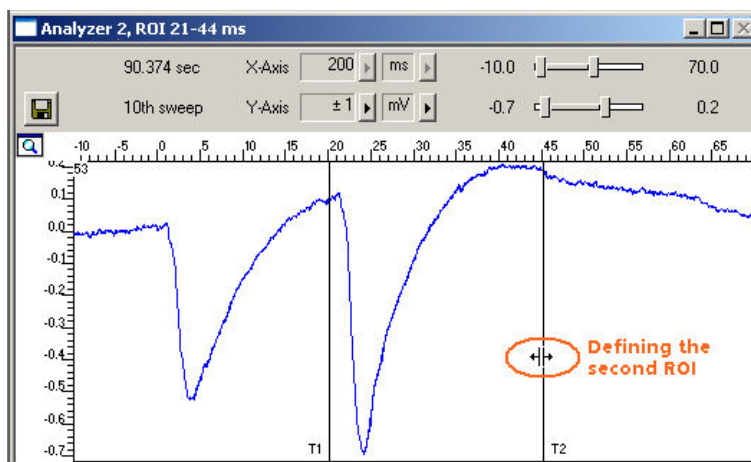 Analyzer 2, ROI 21-44 ms
90.374 sec X-Axis 200 ms -10.0 70.0
10th sweep Y-Axis ± 1 mV -0.7 0.2
-10 -5 0 5 10 15 20 25 30 35 40 45 50 55 60 65
0.2 53
0.1
0.0
-0.1
-0.2
-0.3
-0.4
-0.5
-0.6
-0.7
Defining the
second ROI
T1 T2